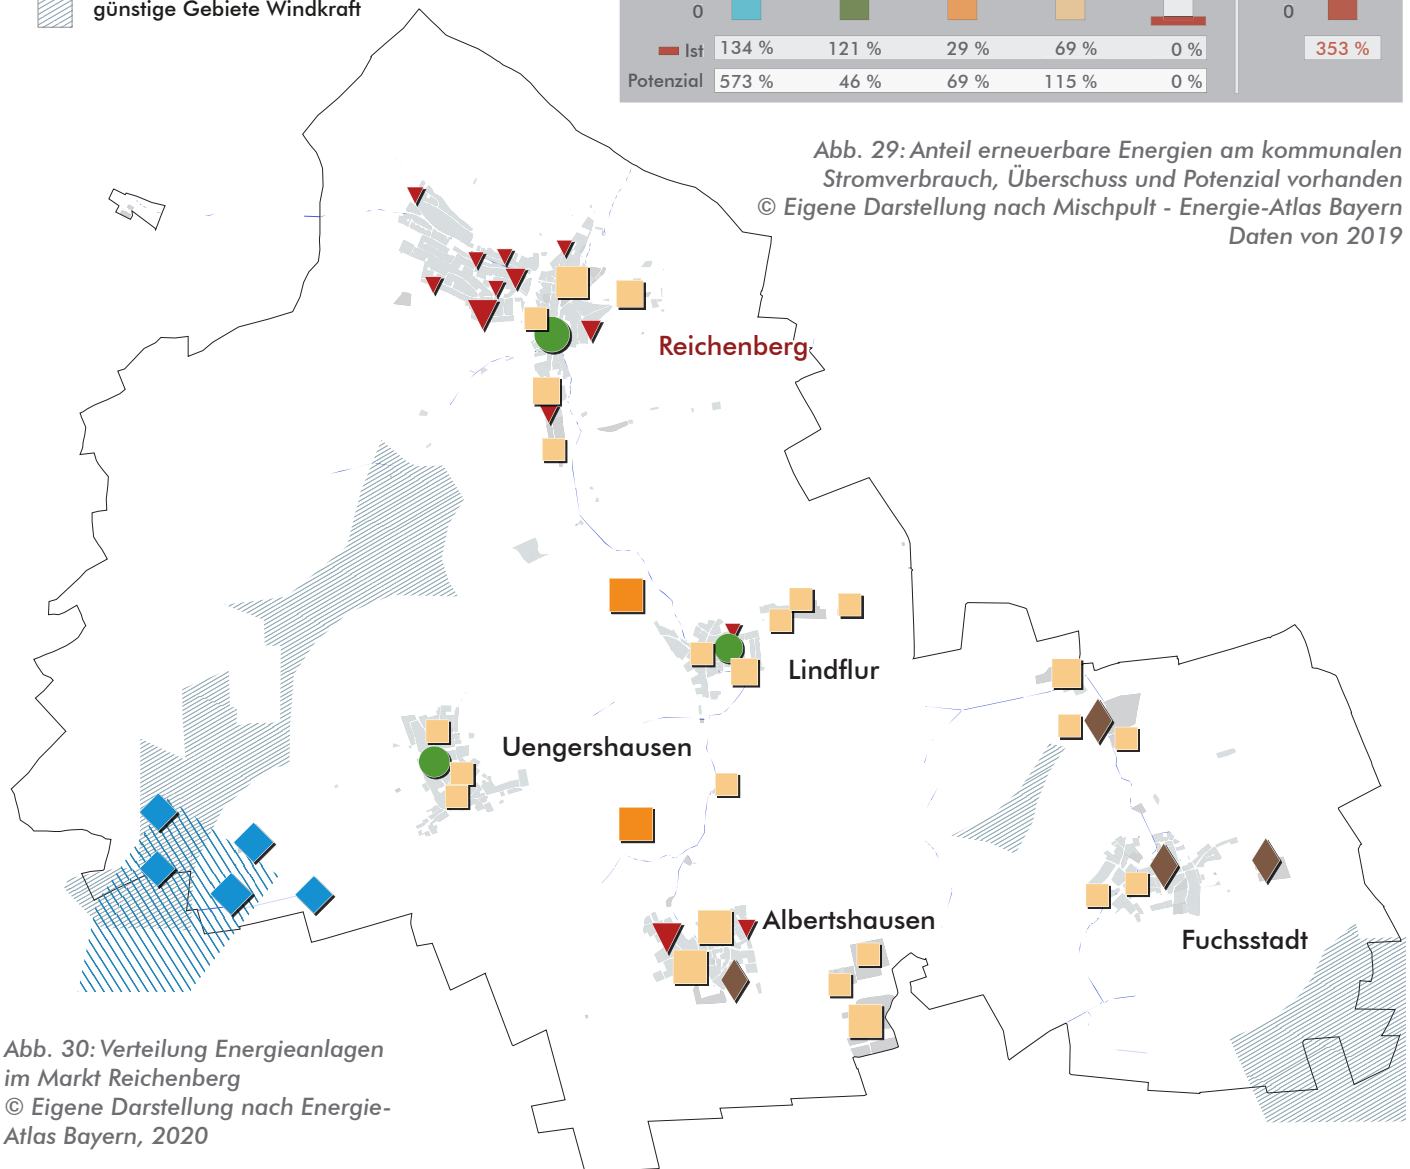 günstige Gebiete Windkraft
0 0
Ist 134 % 121 % 29 % 69 % 0 % 353 %
Potenzial 573 % 46 % 69 % 115 % 0 %
Abb. 29: Anteil erneuerbare Energien am kommunalen
Stromverbrauch, Überschuss und Potenzial vorhanden
© Eigene Darstellung nach Mischpult - Energie-Atlas Bayern
Daten von 2019
Reichenberg
Lindflur
Uengershausen
Albertshausen
Fuchsstadt
Abb. 30: Verteilung Energieanlagen
im Markt Reichenberg
© Eigene Darstellung nach Energie-
Atlas Bayern, 2020